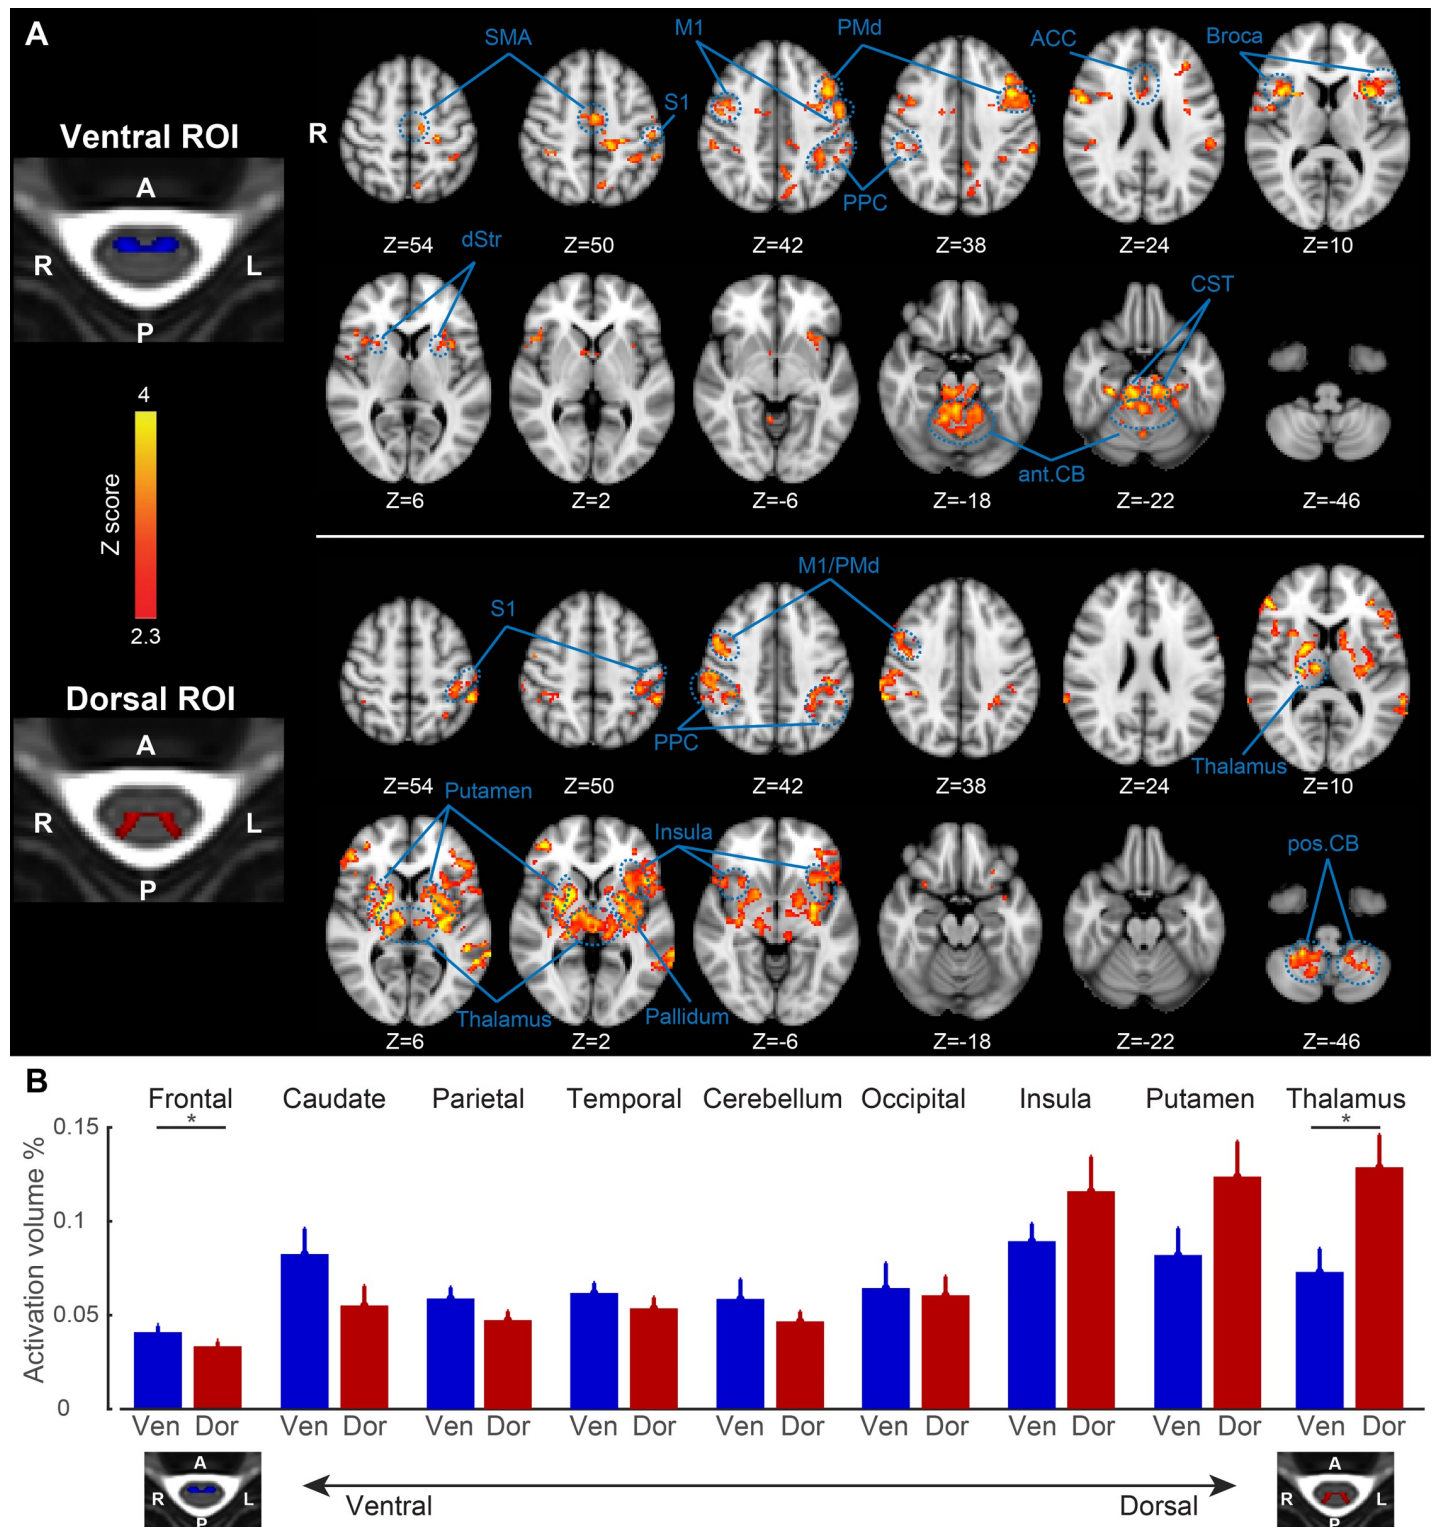 A
SMA
M1
PMd
ACC
Broca
S1
R
PPC
Z=54
Z=50
Z=42
Z=38
Z=24
Z=10
Ventral ROI
A
R
L
P
dStr
CST
ant.CB
Z=6
Z=2
Z=-6
Z=-18
Z=-22
Z=-46
4
Z score
2.3
M1/PMd
S1
PPC
Thalamus
Z=54
Z=50
Z=42
Z=38
Z=24
Z=10
Dorsal ROI
A
R
L
P
Putamen
Insula
pos.CB
Thalamus
Pallidum
Z=6
Z=2
Z=-6
Z=-18
Z=-22
Z=-46
B
Frontal Caudate Parietal Temporal Cerebellum Occipital Insula Putamen Thalamus
* *
Activation volume %
0.15
0.1
0.05
0
Ven Dor Ven Dor Ven Dor Ven Dor Ven Dor Ven Dor Ven Dor Ven Dor Ven Dor
A
R L
P
Ventral Dorsal
A
R L
P